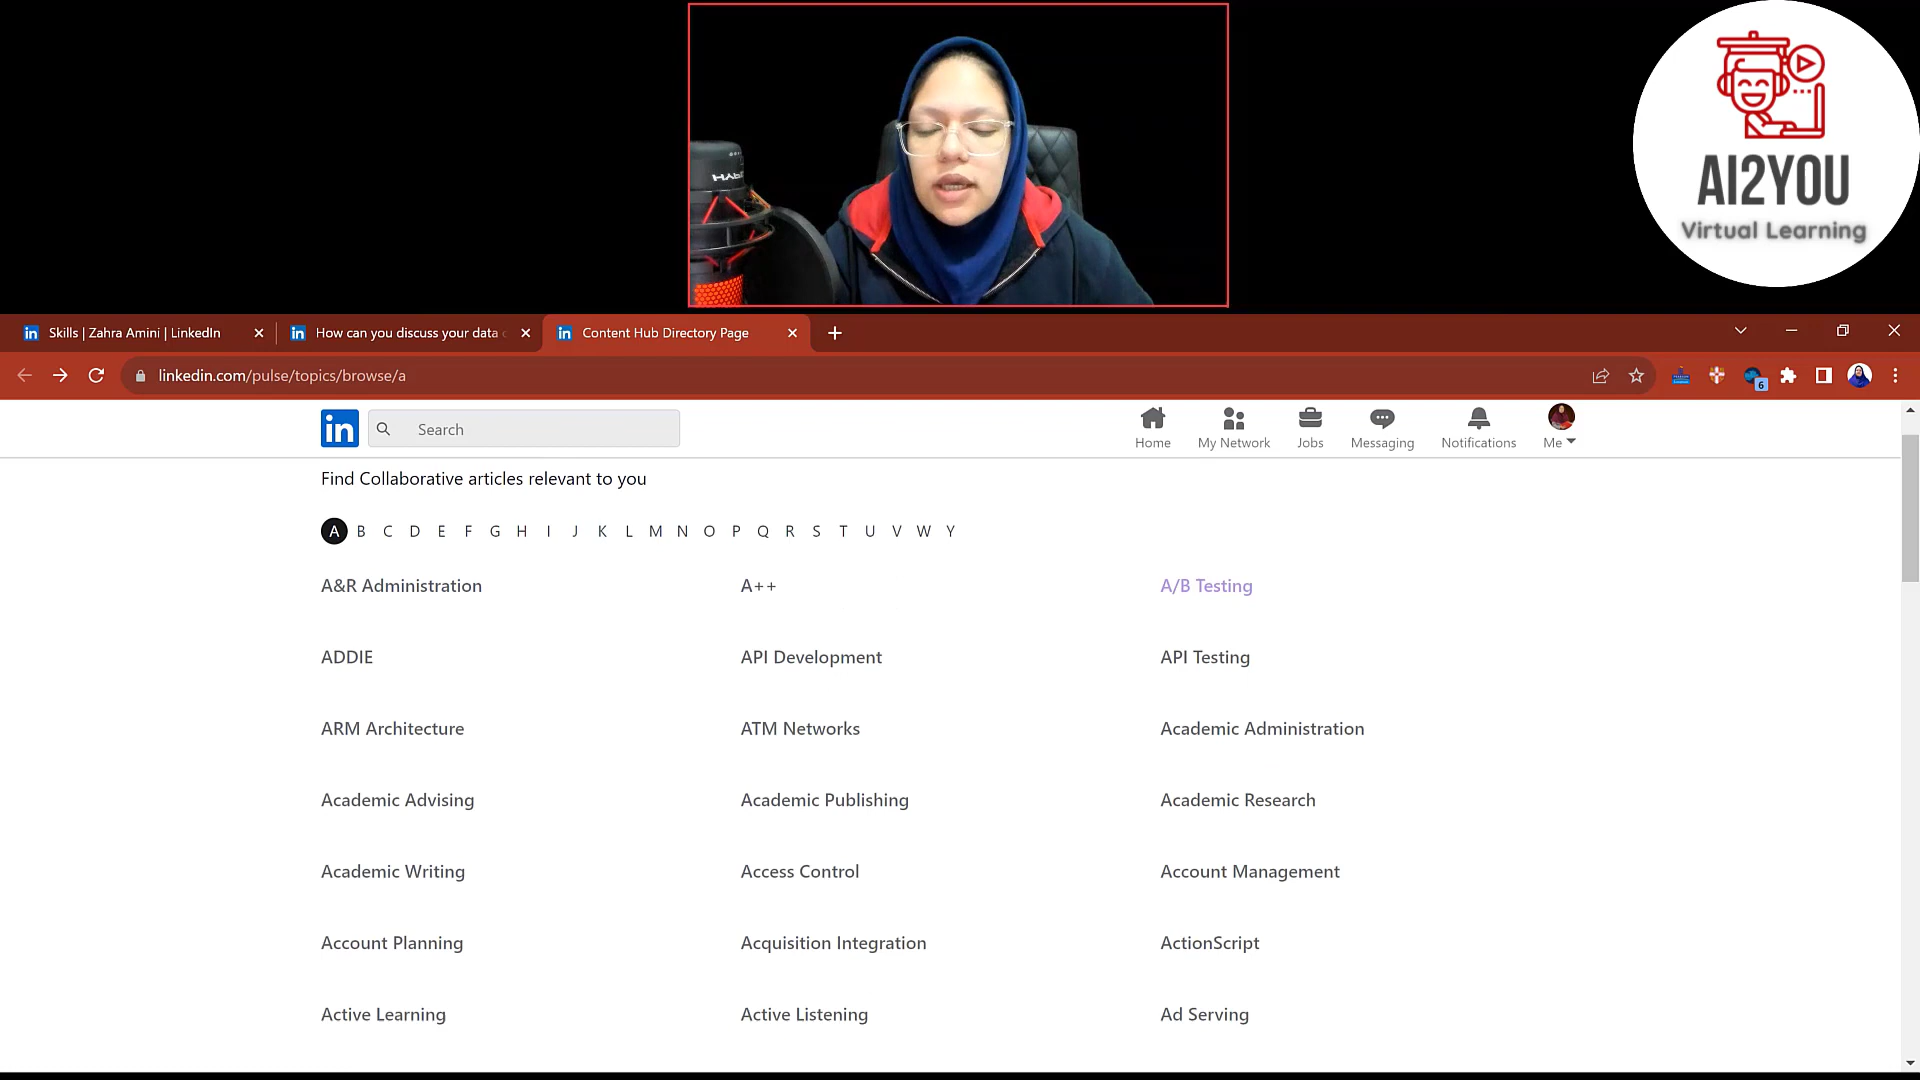 HYPE
AI2YOU
Virtual Learning
Skills | Zahra Amini | LinkedIn
How can you discuss your data
Content Hub Directory Page
linkedin.com/pulse/topics/browse/a
6
in
Search
Home
My Network
Jobs
Messaging
Notifications
Me
Find Collaborative articles relevant to you
A B C D E F G H I J K L M N O P Q R S T U V W Y
A&R Administration A++ A/B Testing
ADDIE API Development API Testing
ARM Architecture ATM Networks Academic Administration
Academic Advising Academic Publishing Academic Research
Academic Writing Access Control Account Management
Account Planning Acquisition Integration ActionScript
Active Learning Active Listening Ad Serving